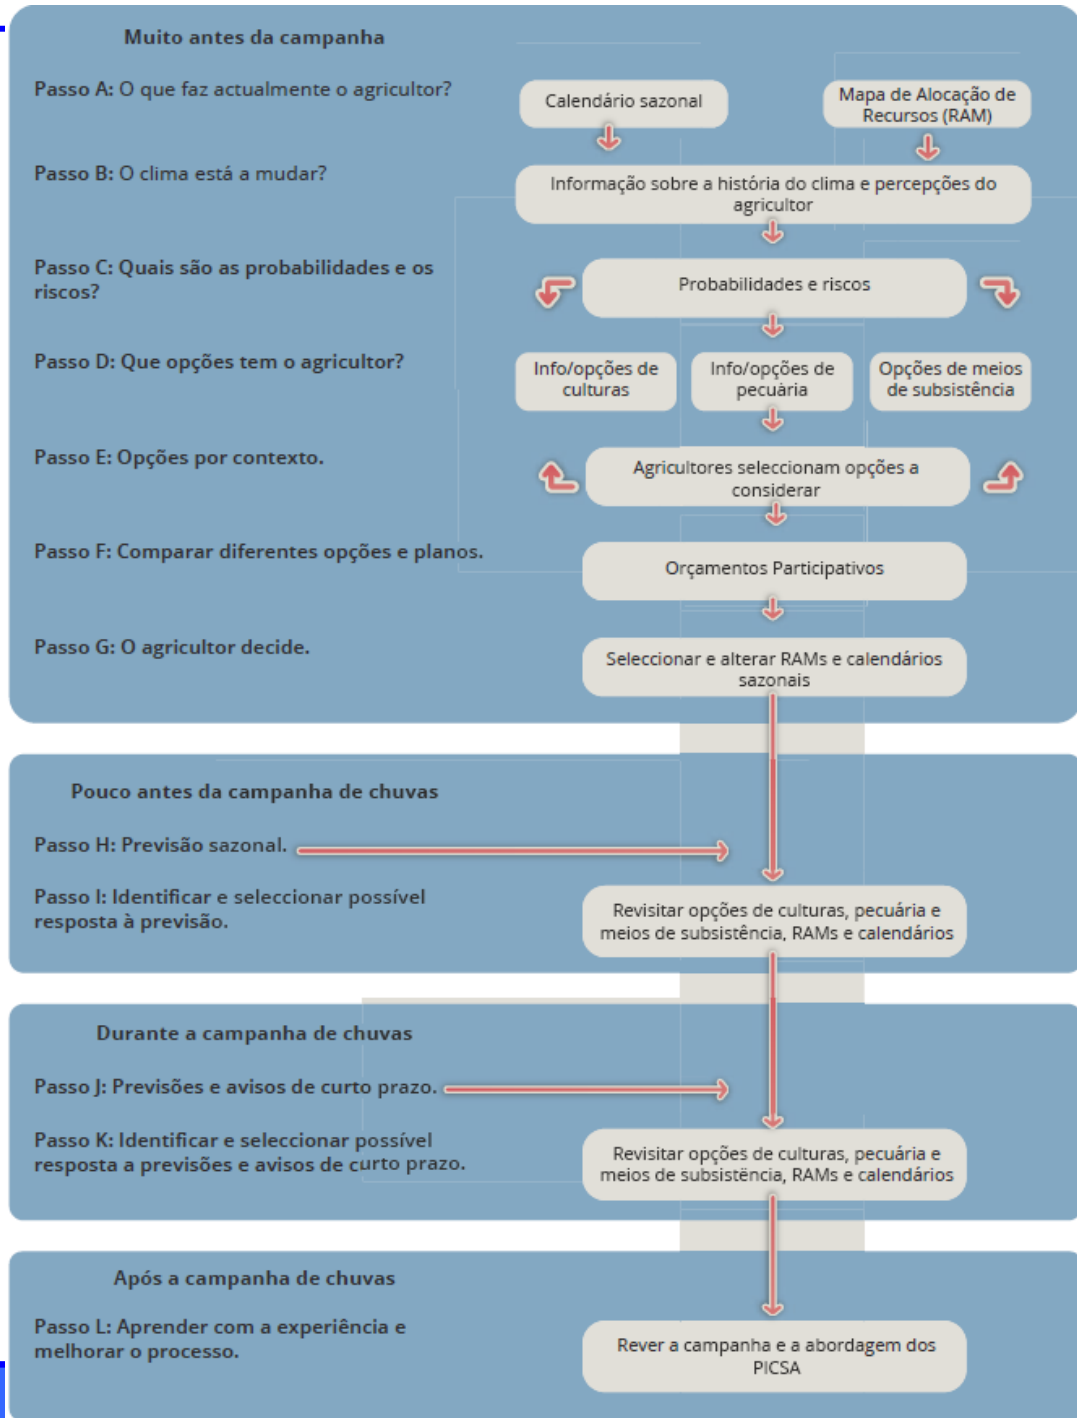 Muito antes da campanha
Passo A: O que faz actualmente o agricultor?
Calendário sazonal
Mapa de Alocação de
Recursos (RAM)
Passo B: O clima está a mudar?
Informação sobre a história do clima e percepções do
agricultor
Passo C: Quais são as probabilidades e os
riscos?
Probabilidades e riscos
Passo D: Que opções tem o agricultor?
Info/opções de
culturas
Info/opções de
pecuária
Opções de meios
de subsistência
Passo E: Opções por contexto.
Agricultores seleccionam opções a
considerar
Passo F: Comparar diferentes opções e planos.
Orçamentos Participativos
Passo G: O agricultor decide.
Seleccionar e alterar RAMs e calendários
sazonais
Pouco antes da campanha de chuvas
Passo H: Previsão sazonal.
Passo I: Identificar e seleccionar possível
resposta à previsão.
Revisitar opções de culturas, pecuária e
meios de subsistência, RAMs e calendários
Durante a campanha de chuvas
Passo J: Previsões e avisos de curto prazo.
Passo K: Identificar e seleccionar possível
resposta a previsões e avisos de curto prazo.
Revisitar opções de culturas, pecuária e
meios de subsistência, RAMs e calendários
Após a campanha de chuvas
Passo L: Aprender com a experiência e
melhorar o processo.
Rever a campanha e a abordagem dos
PICSA